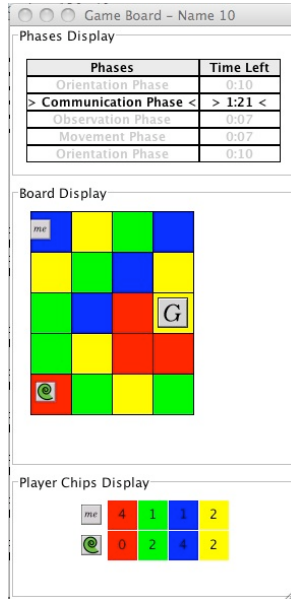 Game Board - Name 10
Phases Display
Phases Time Left
Orientation Phase 0:10
> Communication Phase < > 1:21 <
Observation Phase 0:07
Movement Phase 0:07
Orientation Phase 0:10
Board Display
me
G
Player Chips Display
me 4 1 1 2
0 2 4 2